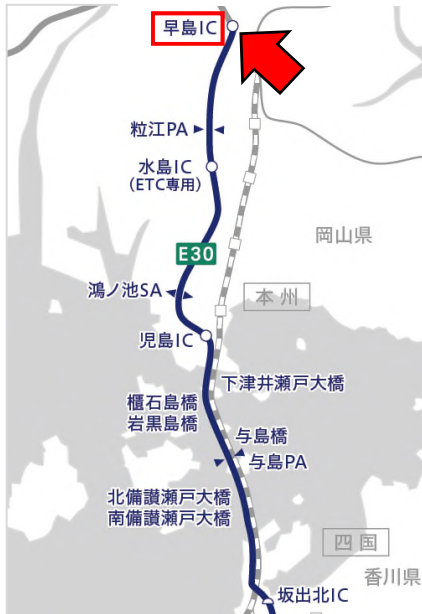 早島IC
粒江PA
水島IC
(ETC専用)
岡山県
E30
鴻ノ池SA
本州
児島IC
下津井瀬戸大橋
櫃石島橋
岩黒島橋
与島橋
与島PA
北備讃瀬戸大橋
南備讃瀬戸大橋
四国
香川県
坂出北IC